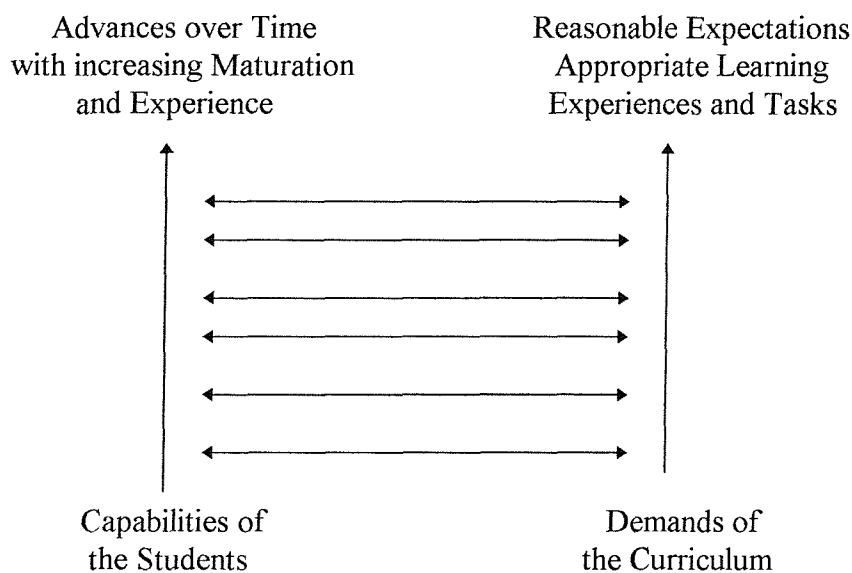 Advances over Time
with increasing Maturation
and Experience
Reasonable Expectations
Appropriate Learning
Experiences and Tasks
Capabilities of
the Students
Demands of
the Curriculum